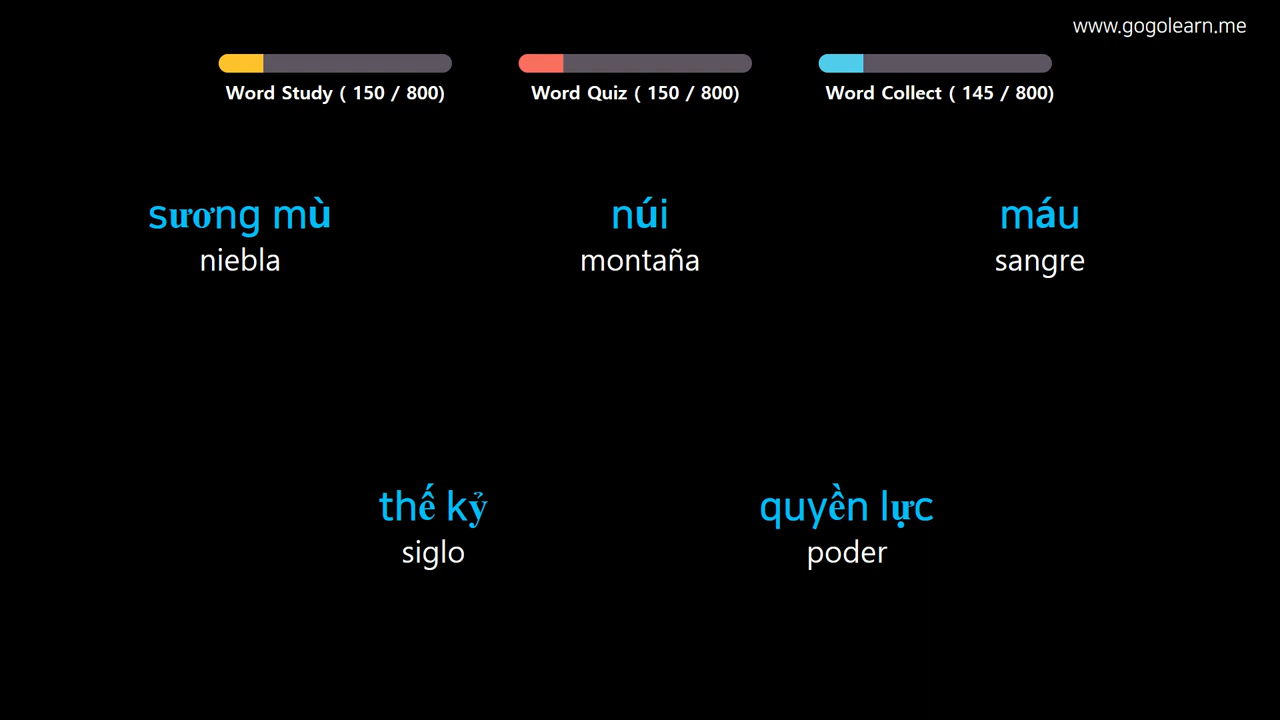 www.gogolearn.me
Word Study ( 150 / 800)
Word Quiz ( 150 / 800)
Word Collect ( 145 / 800)
sương mù
niebla
núi
montaña
máu
sangre
thế kỷ
siglo
quyền lực
poder